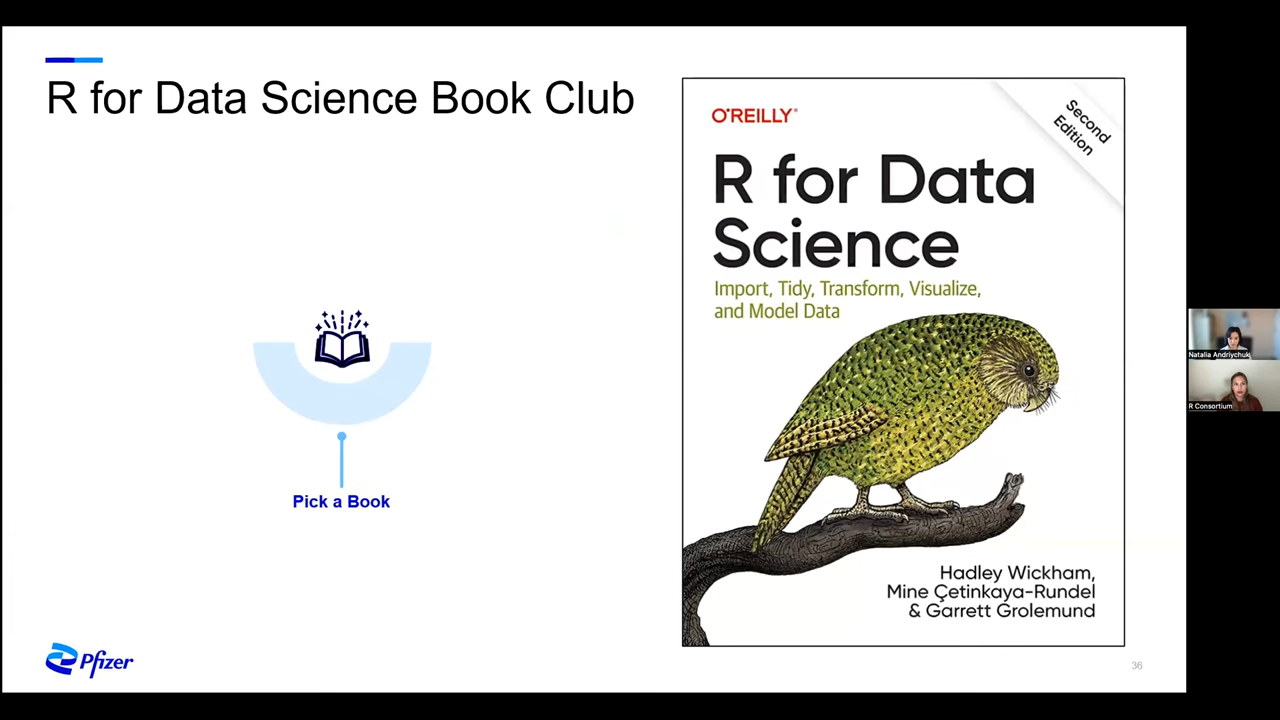 R for Data Science Book Club
Pick a Book
Pfizer
O'REILLY®
Second
Edition
R for Data
Science
Import, Tidy, Transform, Visualize,
and Model Data
Hadley Wickham,
Mine Çetinkaya-Rundel
& Garrett Grolemund
36
Natalia Andriychuk
R Consortium